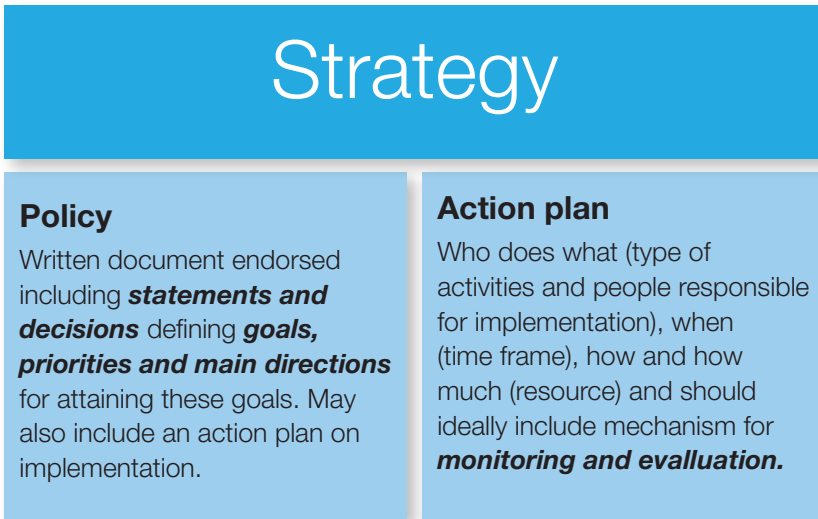 Strategy
Policy
Written document endorsed
including statements and
decisions defining goals,
priorities and main directions
for attaining these goals. May
also include an action plan on
implementation.
Action plan
Who does what (type of
activities and people responsible
for implementation), when
(time frame), how and how
much (resource) and should
ideally include mechanism for
monitoring and evalluation.